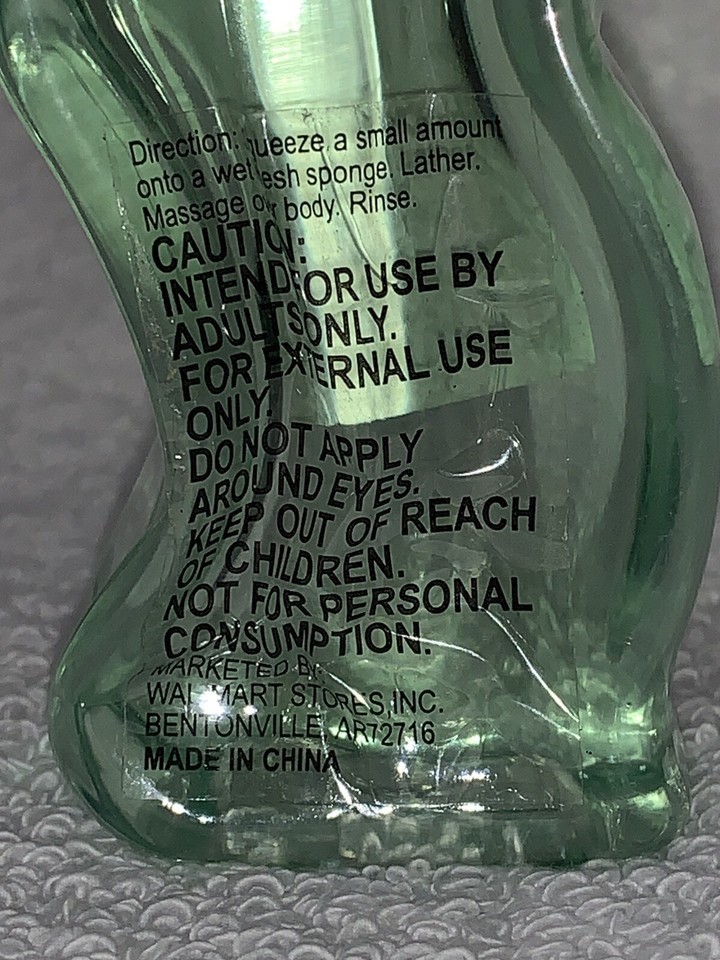 Direction: queeze a small amount
onto a wet esh sponge. Lather.
Massage o r body. Rinse.
CAUTION:
INTENDE OR USE BY
ADULTS ONLY.
FOR EXTERNAL USE
ONLY.
DO NOT APPLY
AROUND EYES.
KEEP OUT OF REACH
OF CHILDREN.
NOT FOR PERSONAL
CONSUMPTION.
MARKETED BY:
WAL MART STORES,INC.
BENTONVILLE, AR72716
MADE IN CHINA